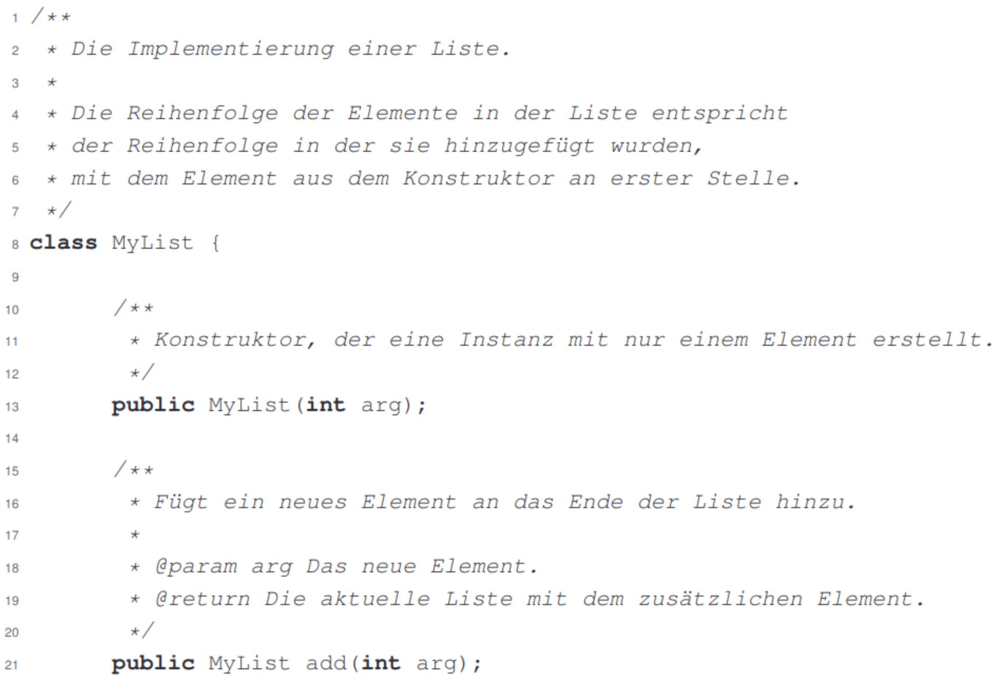 1 /**
2  * Die Implementierung einer Liste.
3  *
4  * Die Reihenfolge der Elemente in der Liste entspricht
5  * der Reihenfolge in der sie hinzugefügt wurden,
6  * mit dem Element aus dem Konstruktor an erster Stelle.
7  */
8 class MyList {
9
10       /**
11        * Konstruktor, der eine Instanz mit nur einem Element erstellt.
12        */
13       public MyList(int arg);
14
15       /**
16        * Fügt ein neues Element an das Ende der Liste hinzu.
17        *
18        * @param arg Das neue Element.
19        * @return Die aktuelle Liste mit dem zusätzlichen Element.
20        */
21       public MyList add(int arg);